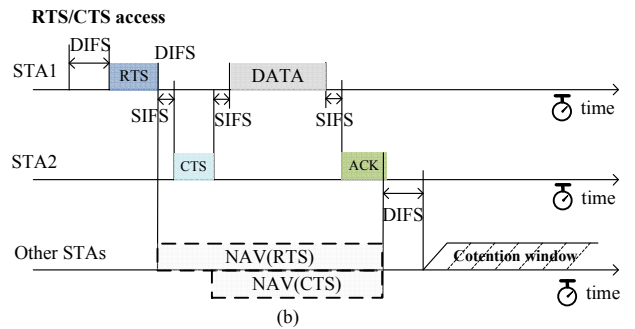 RTS/CTS access
DIFS
DIFS
STA1
RTS
DATA
time
SIFS
SIFS
SIFS
STA2
CTS
ACK
time
DIFS
Other STAs
NAV(RTS)
Cotention window
NAV(CTS)
time
(b)